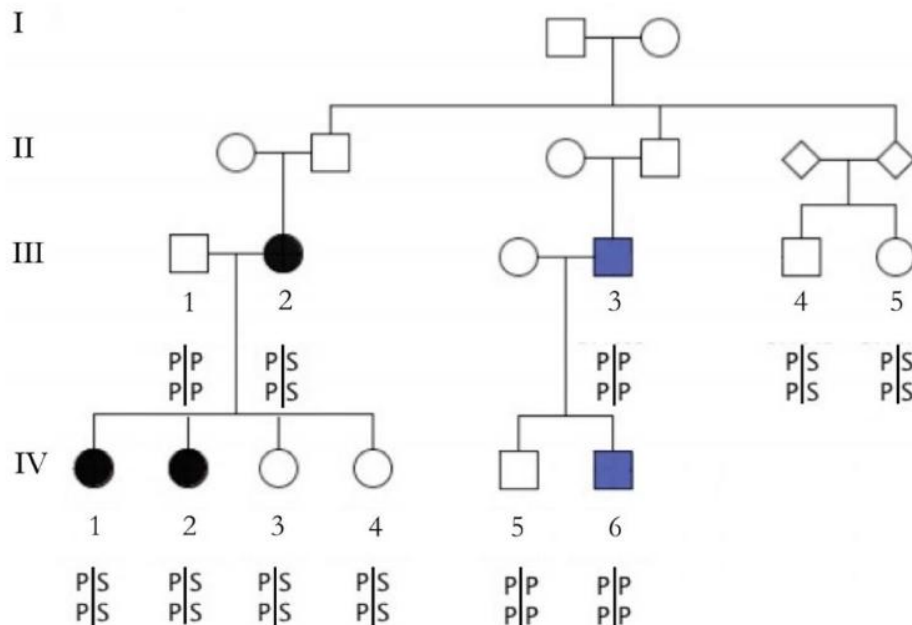 I
II
III
1 2 3 4 5
P|P P|S P|P P|S P|S
P|P P|S P|P P|S P|S
IV
1 2 3 4 5 6
P|S P|S P|S P|S P|P P|P
P|S P|S P|S P|S P|P P|P